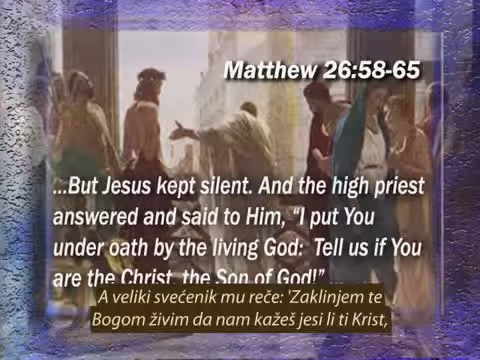 Matthew 26:58-65
...But Jesus kept silent. And the high priest
answered and said to Him, “I put You
under oath by the living God:  Tell us if You
are the Christ, the Son of God!” ...
A veliki svećenik mu reče: 'Zaklinjem te
Bogom živim da nam kažeš jesi li ti Krist,